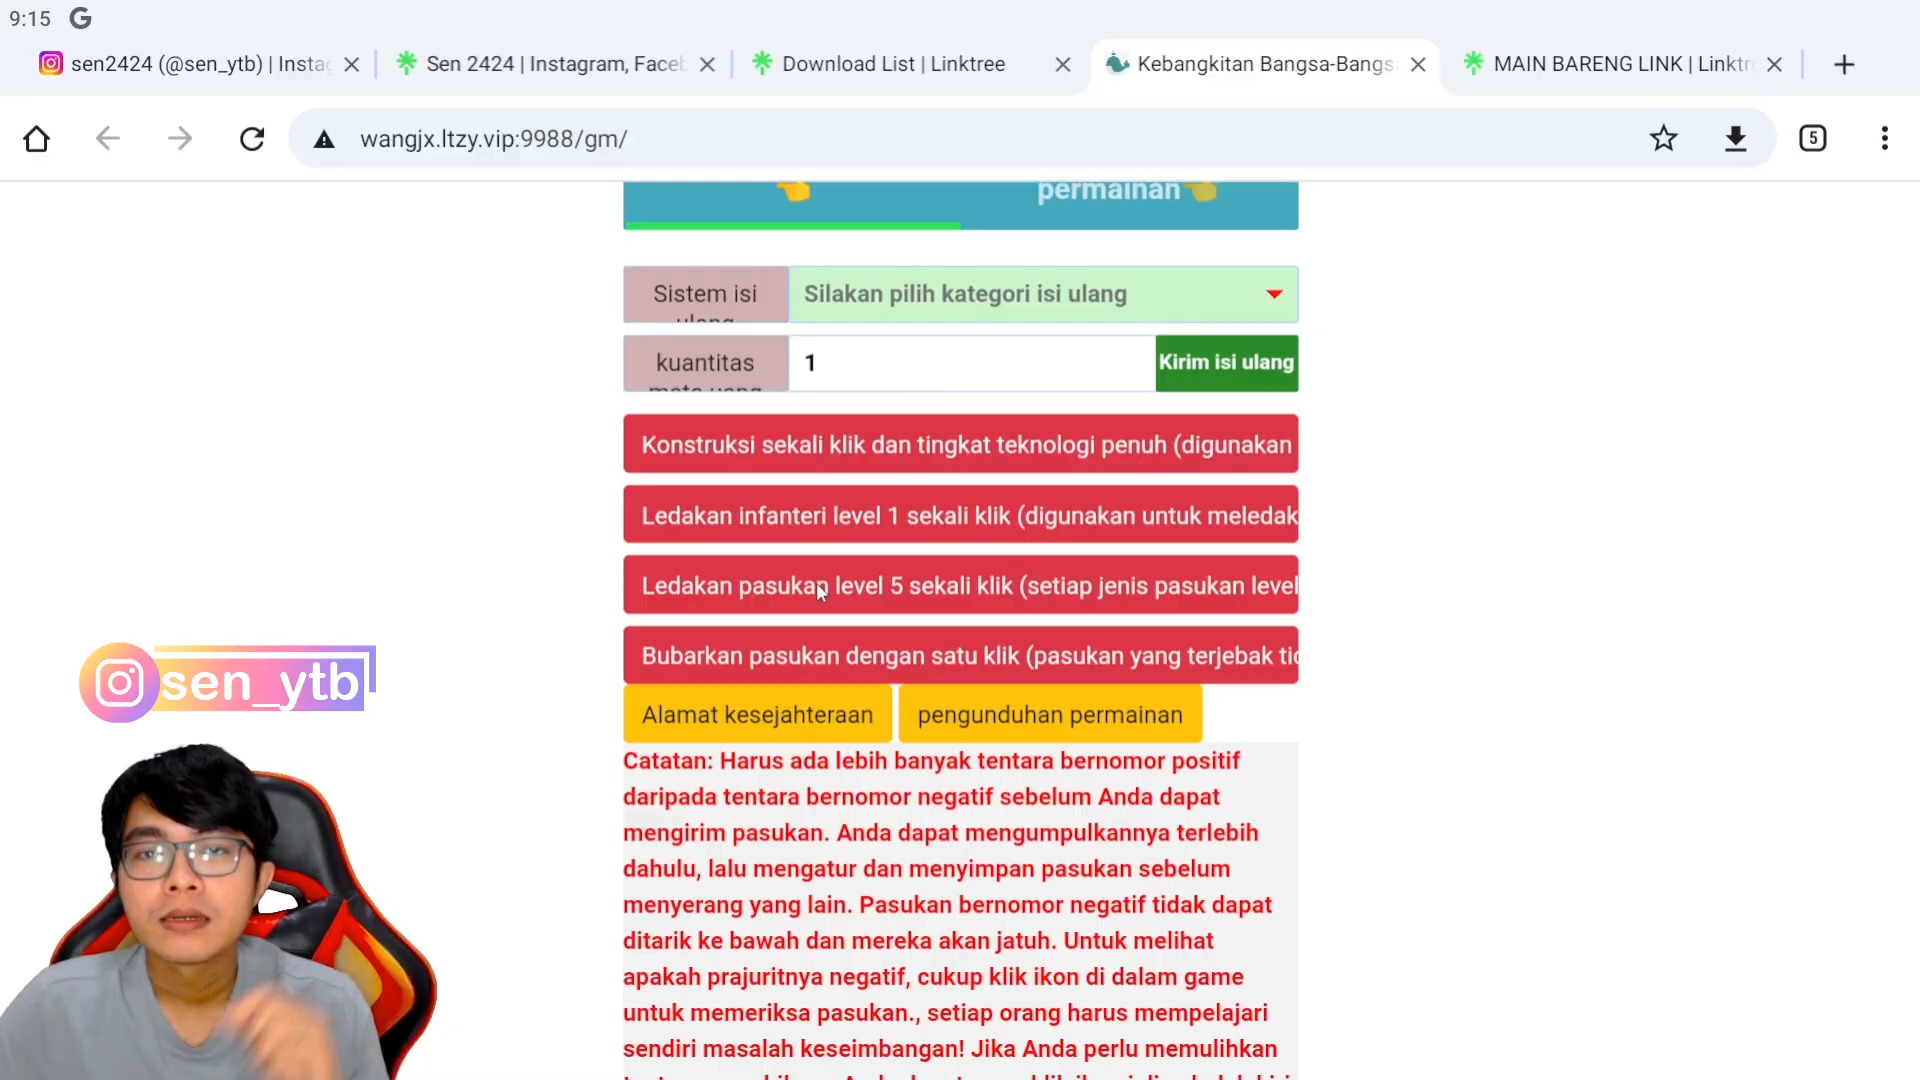 9:15
sen2424 (@sen_ytb) | Insta
Sen 2424 | Instagram, Faceb
Download List | Linktree
Kebangkitan Bangsa-Bangs
MAIN BARENG LINK | Linktr
wangjx.ltzy.vip:9988/gm/
5
permainan
Sistem isi
ulang
Silakan pilih kategori isi ulang
kuantitas
mata uang
1
Kirim isi ulang
Konstruksi sekali klik dan tingkat teknologi penuh (digunakan
Ledakan infanteri level 1 sekali klik (digunakan untuk meledak
Ledakan pasukan level 5 sekali klik (setiap jenis pasukan level
Bubarkan pasukan dengan satu klik (pasukan yang terjebak tid
Alamat kesejahteraan
pengunduhan permainan
Catatan: Harus ada lebih banyak tentara bernomor positif
daripada tentara bernomor negatif sebelum Anda dapat
mengirim pasukan. Anda dapat mengumpulkannya terlebih
dahulu, lalu mengatur dan menyimpan pasukan sebelum
menyerang yang lain. Pasukan bernomor negatif tidak dapat
ditarik ke bawah dan mereka akan jatuh. Untuk melihat
apakah prajuritnya negatif, cukup klik ikon di dalam game
untuk memeriksa pasukan., setiap orang harus mempelajari
sendiri masalah keseimbangan! Jika Anda perlu memulihkan
sen_ytb